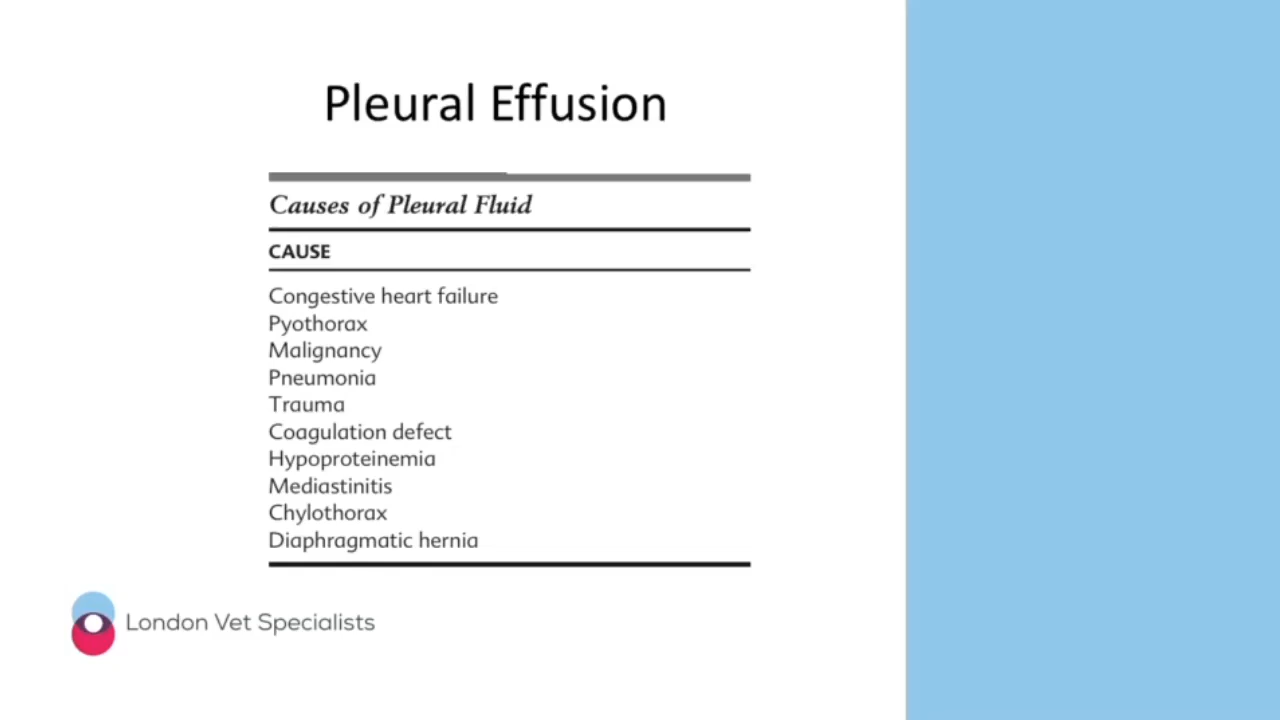 Pleural Effusion
Causes of Pleural Fluid
CAUSE
Congestive heart failure
Pyothorax
Malignancy
Pneumonia
Trauma
Coagulation defect
Hypoproteinemia
Mediastinitis
Chylothorax
Diaphragmatic hernia
London Vet Specialists